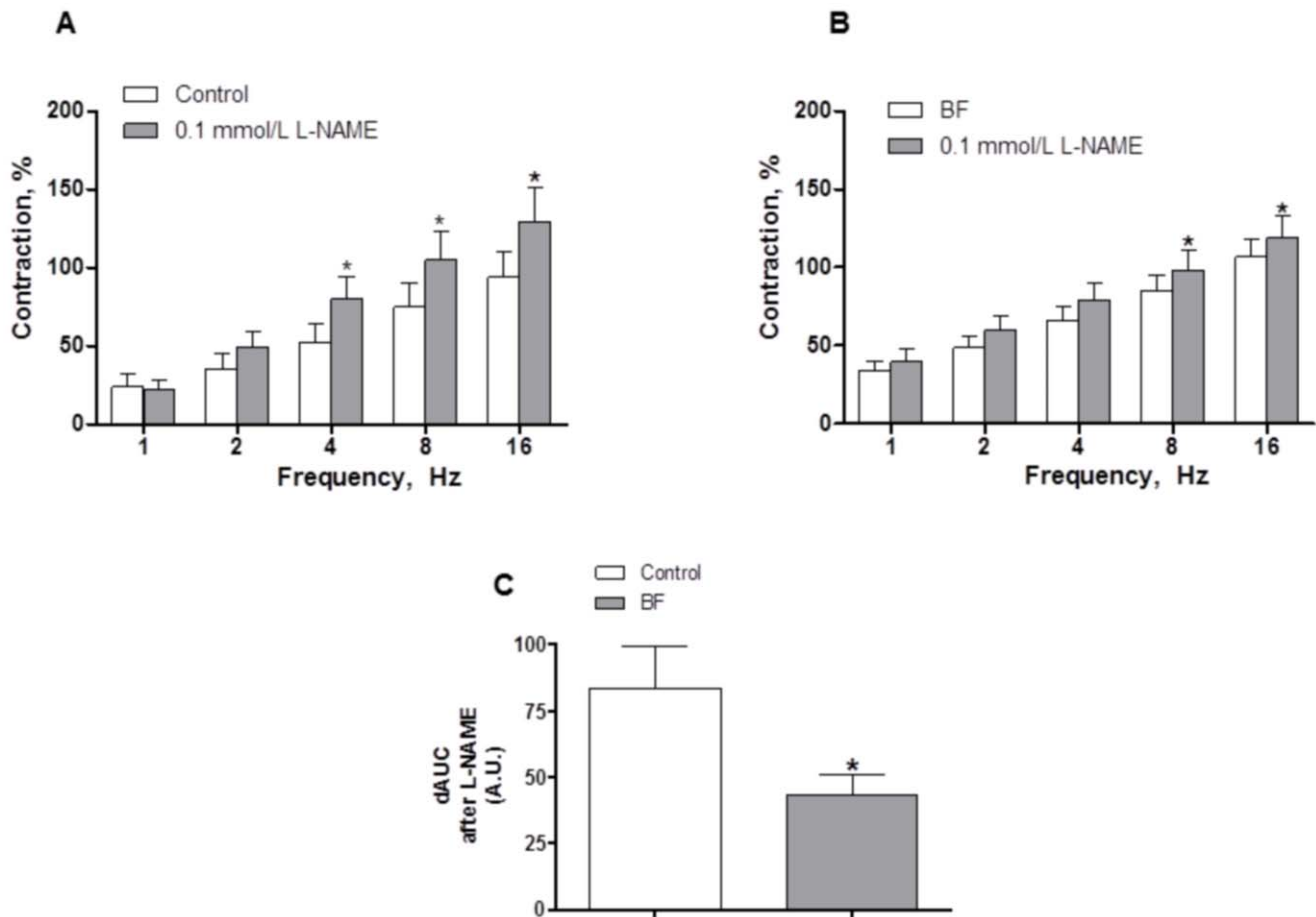 A
Control
0.1 mmol/L L-NAME
200
150
100
50
0
Contraction, %
*
*
*
1 2 4 8 16
Frequency, Hz
B
BF
0.1 mmol/L L-NAME
200
150
100
50
0
Contraction, %
*
*
1 2 4 8 16
Frequency, Hz
C
Control
BF
100
75
50
25
0
dAUC
after L-NAME
(A.U.)
*